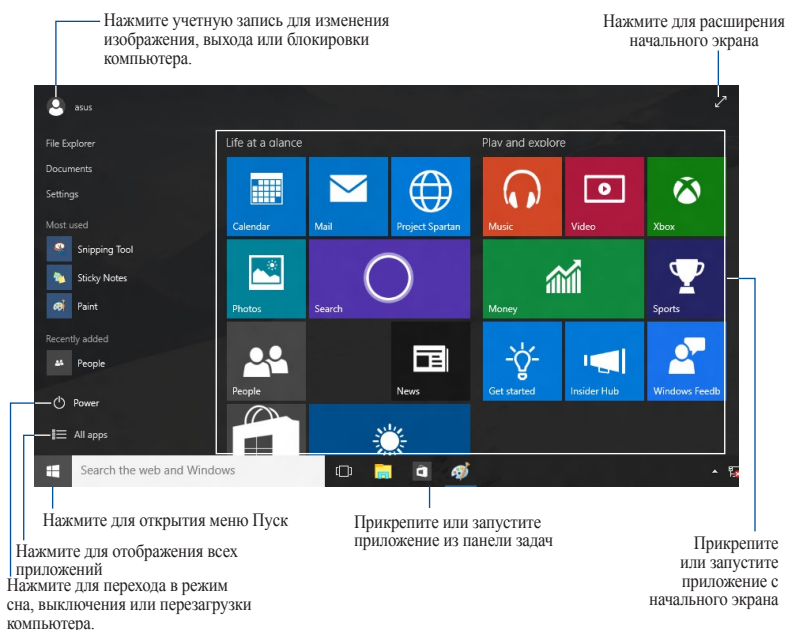 Нажмите учетную запись для изменения
изображения, выхода или блокировки
компьютера.
Нажмите для расширения
начального экрана
asus
File Explorer
Documents
Settings
Most used
Snipping Tool
Sticky Notes
Paint
Recently added
People
Power
All apps
Life at a glance
Calendar
Mail
Project Spartan
Photos
Search
People
News
Play and explore
Music
Video
Xbox
Money
Sports
Get started
Insider Hub
Windows Feedb
Search the web and Windows
Нажмите для открытия меню Пуск
Нажмите для отображения всех
приложений
Нажмите для перехода в режим
сна, выключения или перезагрузки
компьютера.
Прикрепите или запустите
приложение из панели задач
Прикрепите
или запустите
приложение с
начального экрана